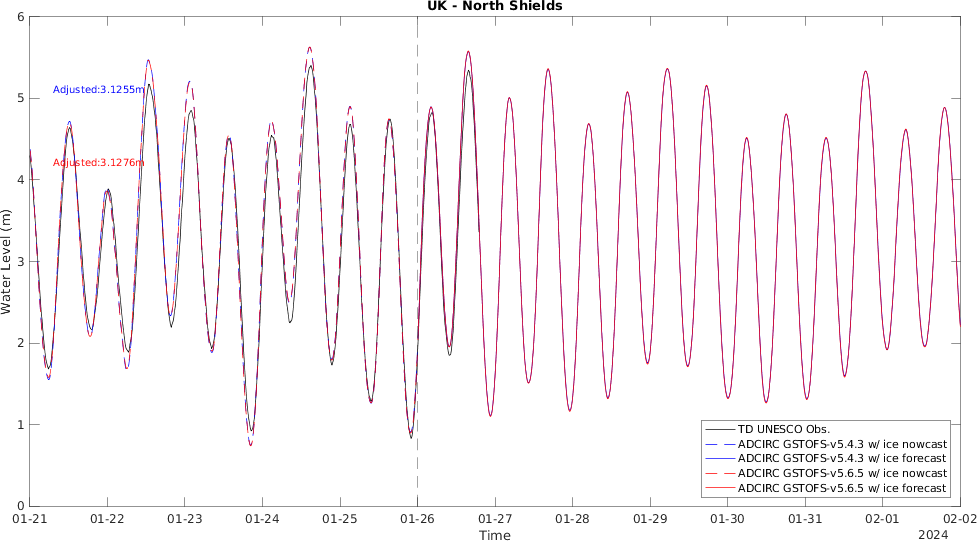 UK - North Shields
6
5
4
3
2
1
0
Water Level (m)
Adjusted:3.1255m
Adjusted:3.1276m
TD UNESCO Obs.
ADCIRC GSTOFS-v5.4.3 w/ ice nowcast
ADCIRC GSTOFS-v5.4.3 w/ ice forecast
ADCIRC GSTOFS-v5.6.5 w/ ice nowcast
ADCIRC GSTOFS-v5.6.5 w/ ice forecast
01-21 01-22 01-23 01-24 01-25 01-26 01-27 01-28 01-29 01-30 01-31 02-01 02-02
Time
2024